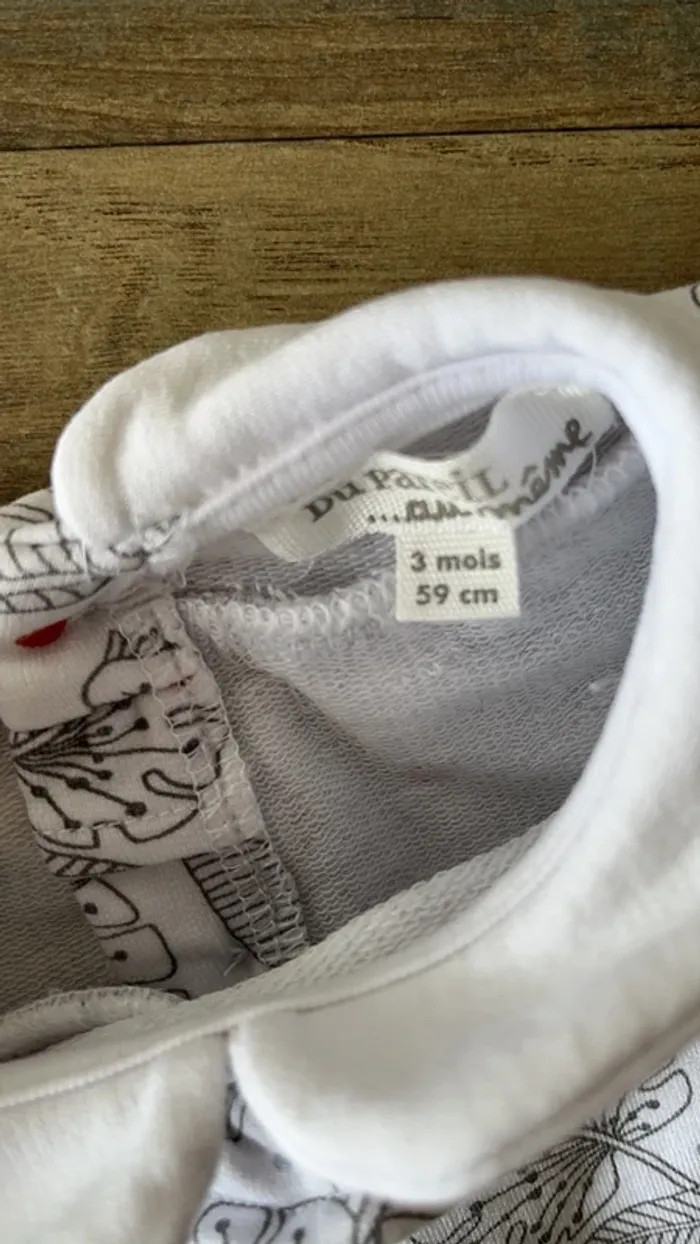 Du Pareil
...au même
3 mois
59 cm